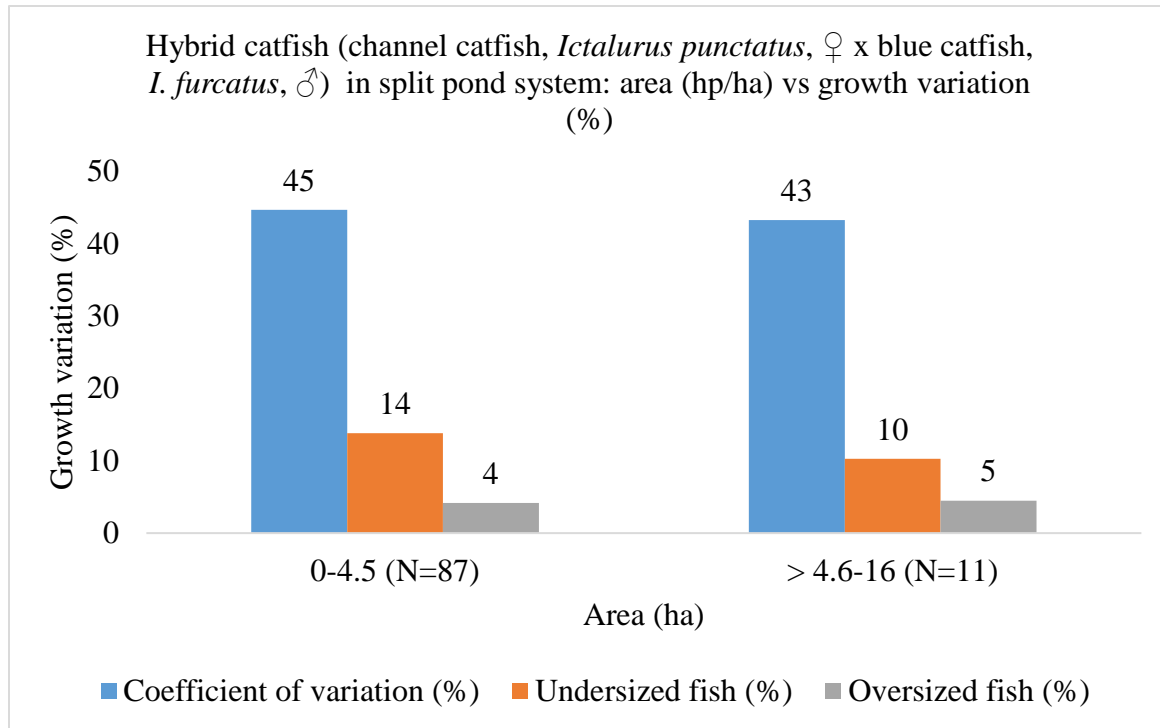 Hybrid catfish (channel catfish, Ictalurus punctatus, ♀ x blue catfish,
I. furcatus, ♂) in split pond system: area (hp/ha) vs growth variation
(%)
Growth variation (%)
50
40
30
20
10
0
45
14
4
43
10
5
0-4.5 (N=87)
> 4.6-16 (N=11)
Area (ha)
Coefficient of variation (%)
Undersized fish (%)
Oversized fish (%)